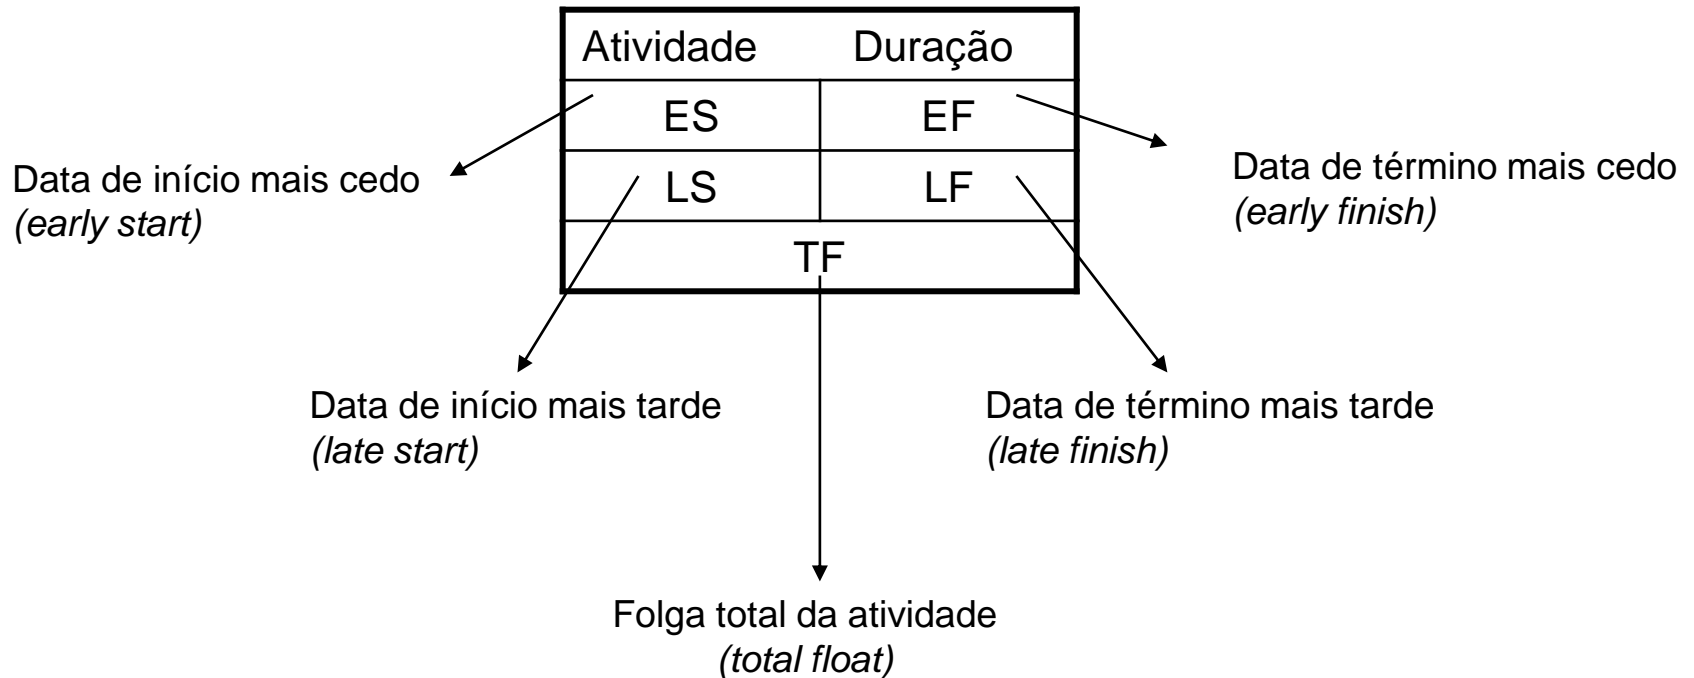 Atividade Duração
ES EF
LS LF
TF
Data de início mais cedo
(early start)
Data de término mais cedo
(early finish)
Data de início mais tarde
(late start)
Data de término mais tarde
(late finish)
Folga total da atividade
(total float)